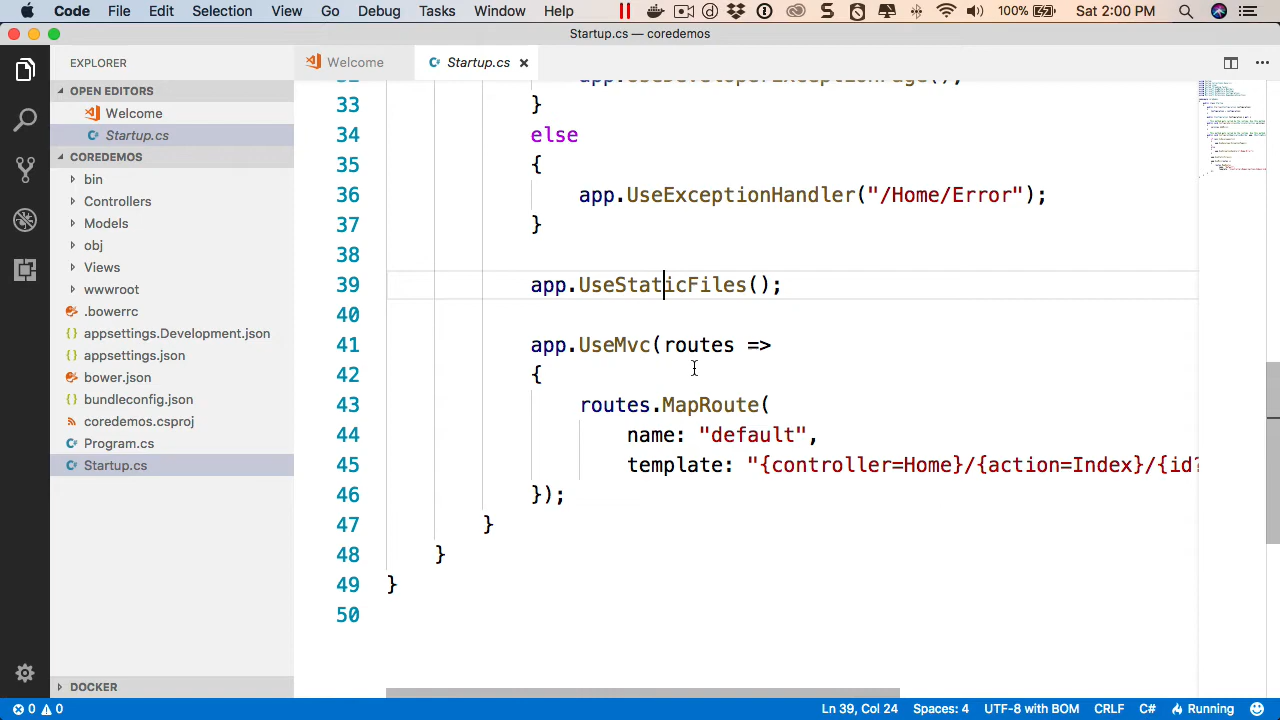 Code File Edit Selection View Go Debug Tasks Window Help 100% Sat 2:00 PM
Startup.cs — coredemos
EXPLORER
OPEN EDITORS
Welcome
C# Startup.cs
COREDEMOS
bin
Controllers
Models
obj
Views
wwwroot
.bowerrc
{ } appsettings.Development.json
{ } appsettings.json
{ } bower.json
{ } bundleconfig.json
coredemos.csproj
C# Program.cs
C# Startup.cs
DOCKER
Welcome C# Startup.cs ×
32 app.UseDeveloperExceptionPage();
33 }
34 else
35 {
36 app.UseExceptionHandler("/Home/Error");
37 }
38
39 app.UseStaticFiles();
40
41 app.UseMvc(routes =>
42 {
43 routes.MapRoute(
44 name: "default",
45 template: "{controller=Home}/{action=Index}/{id?
46 });
47 }
48 }
49 }
50
0 0 Ln 39, Col 24 Spaces: 4 UTF-8 with BOM CRLF C# Running